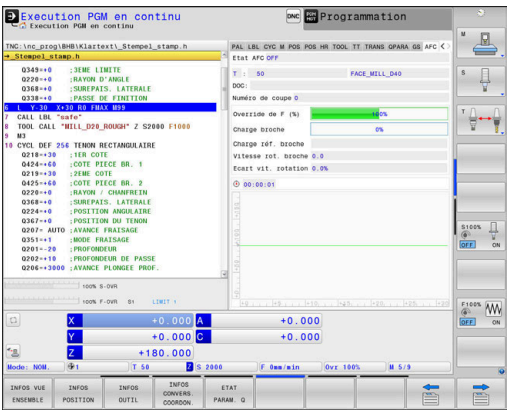 Execution PGM en continu
Execution PGM en continu
DNC
Programmation
TNC:\nc_prog\BHB\Klartext\_Stempel_stamp.h
→_Stempel_stamp.h
Q349=+0 ;3EME LIMITE
Q220=+0 ;RAYON D'ANGLE
Q368=+0 ;SUREPAIS. LATERALE
Q338=+0 ;PASSE DE FINITION
6 L Y-30 X+30 R0 FMAX M99
7 CALL LBL "safe"
8 TOOL CALL "MILL_D20_ROUGH" Z S2000 F1000
9 M3
10 CYCL DEF 256 TENON RECTANGULAIRE
Q218=+30 ;1ER COTE
Q424=+60 ;COTE PIECE BR. 1
Q219=+30 ;2EME COTE
Q425=+60 ;COTE PIECE BR. 2
Q220=+0 ;RAYON / CHANFREIN
Q368=+0 ;SUREPAIS. LATERALE
Q224=+0 ;POSITION ANGULAIRE
Q367=+0 ;POSITION DU TENON
Q207= AUTO ;AVANCE FRAISAGE
Q351=+1 ;MODE FRAISAGE
Q201=-20 ;PROFONDEUR
Q202=+10 ;PROFONDEUR DE PASSE
Q206=+3000 ;AVANCE PLONGEE PROF.
100% S-OVR
100% F-OVR S1 LIMIT 1
PAL LBL CYC M POS POS HR TOOL TT TRANS QPARA GS AFC
Etat AFC OFF
T : 50 FACE_MILL_D40
DOC:
Numéro de coupe 0
Override de F (%) 100%
Charge broche 0%
Charge réf. broche
Vitesse rot. broche 0.0
Ecart vit. rotation 0.0%
00:00:01
X +0.000 A +0.000
Y +0.000 C +0.000
Z +180.000
Mode: NOM. 1 T 50 Z S 2000 F 0mm/min Ovr 100% M 5/9
INFOS VUE ENSEMBLE
INFOS POSITION
INFOS OUTIL
INFOS CONVERS. COORDON.
ETAT PARAM. Q
M
S
T
S100%
OFF ON
F100%
OFF ON